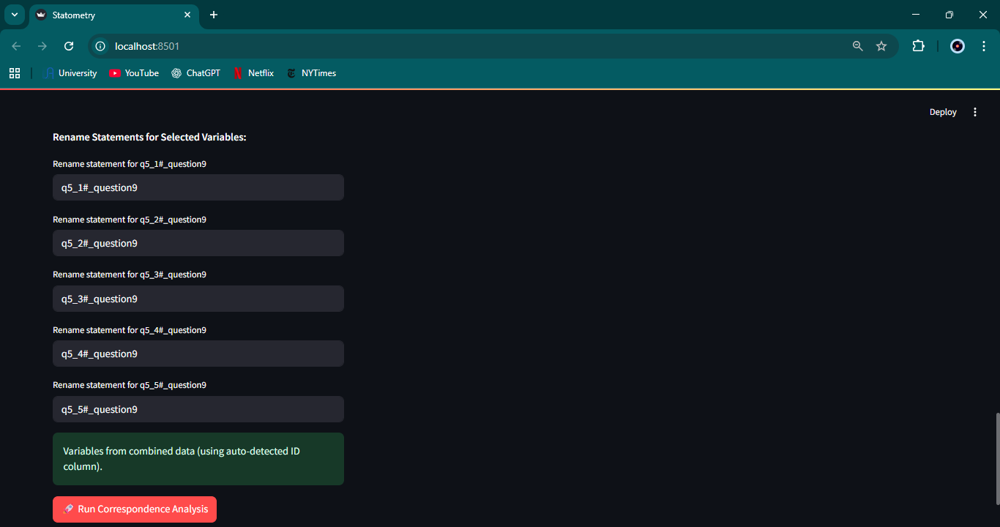 Statometry
localhost:8501
University
YouTube
ChatGPT
Netflix
NYTimes
Deploy
Rename Statements for Selected Variables:
Rename statement for q5_1#_question9
q5_1#_question9
Rename statement for q5_2#_question9
q5_2#_question9
Rename statement for q5_3#_question9
q5_3#_question9
Rename statement for q5_4#_question9
q5_4#_question9
Rename statement for q5_5#_question9
q5_5#_question9
Variables from combined data (using auto-detected ID
column).
🚀 Run Correspondence Analysis